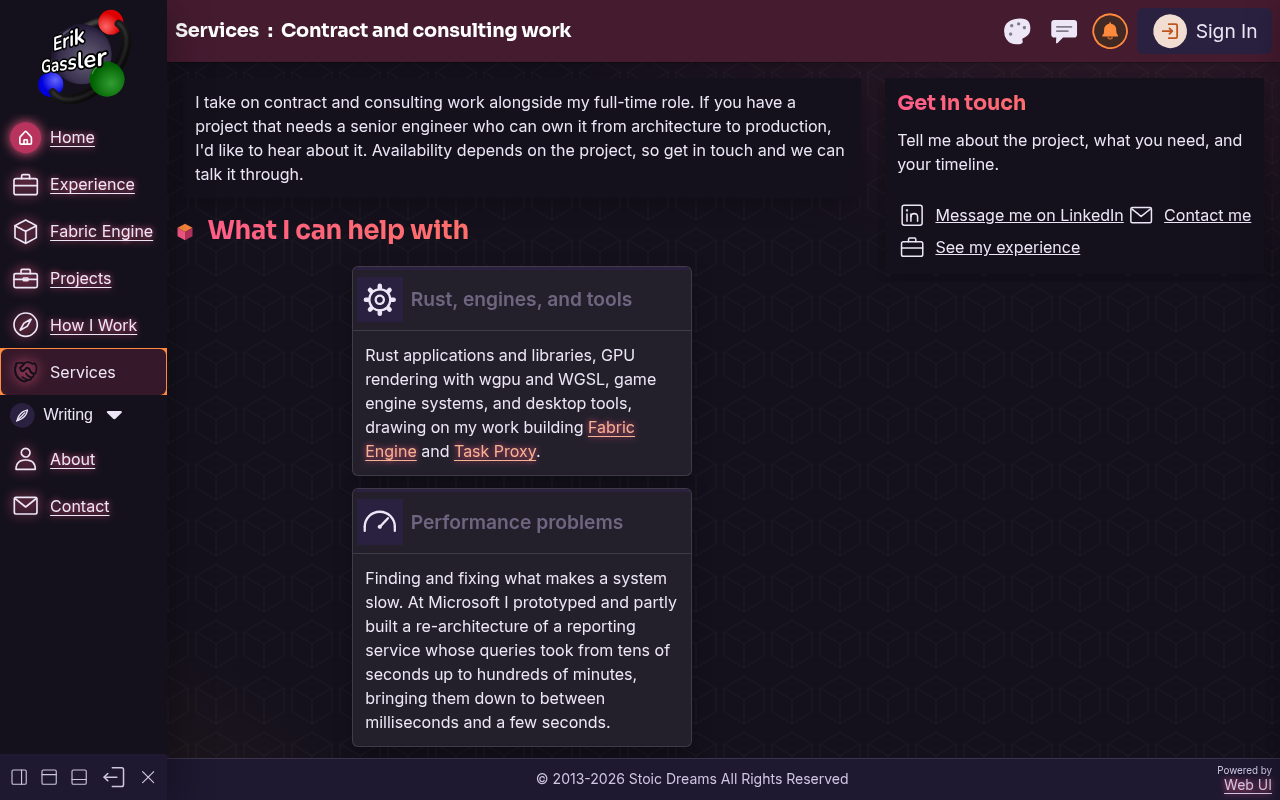 Erik
Gassler
Home
Experience
Fabric Engine
Projects
How I Work
Services
Writing
About
Contact
Services : Contract and consulting work
Sign In
I take on contract and consulting work alongside my full-time role. If you have a
project that needs a senior engineer who can own it from architecture to production,
I'd like to hear about it. Availability depends on the project, so get in touch and we can
talk it through.
What I can help with
Rust, engines, and tools
Rust applications and libraries, GPU
rendering with wgpu and WGSL, game
engine systems, and desktop tools,
drawing on my work building Fabric
Engine and Task Proxy.
Performance problems
Finding and fixing what makes a system
slow. At Microsoft I prototyped and partly
built a re-architecture of a reporting
service whose queries took from tens of
seconds up to hundreds of minutes,
bringing them down to between
milliseconds and a few seconds.
Get in touch
Tell me about the project, what you need, and
your timeline.
Message me on LinkedIn Contact me
See my experience
© 2013-2026 Stoic Dreams All Rights Reserved
Powered by
Web UI